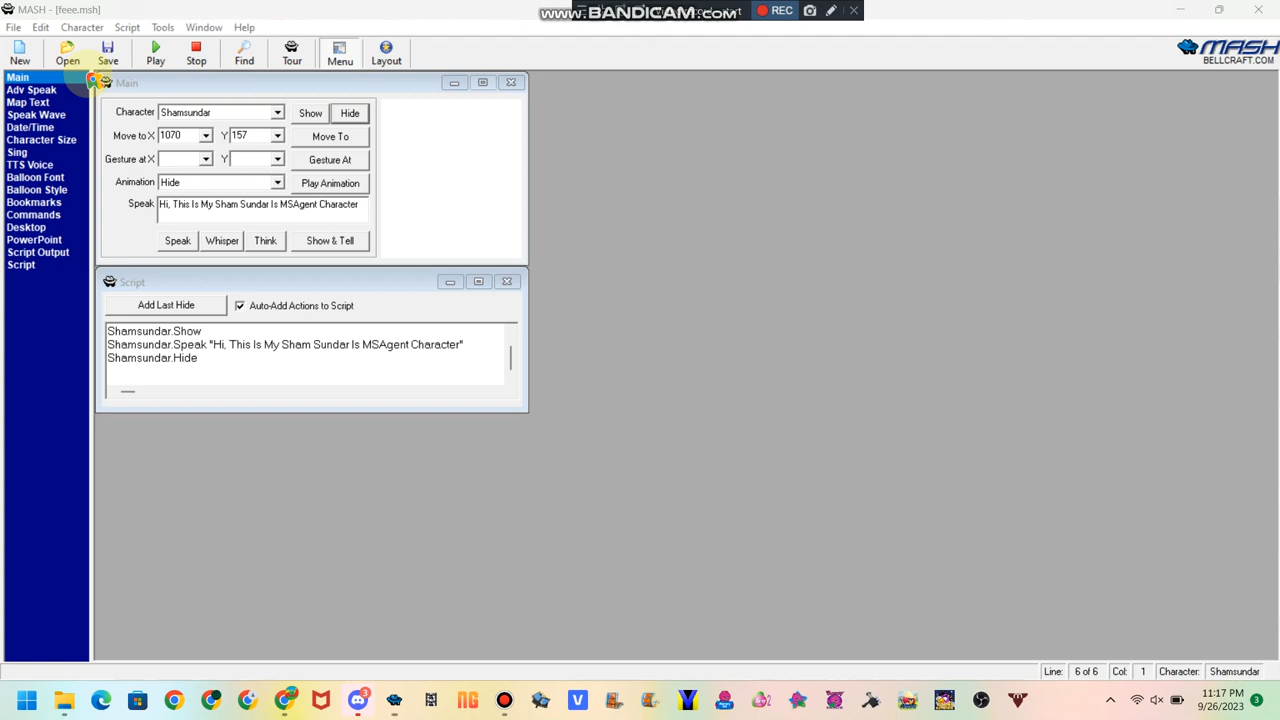 MASH - [feee.msh]
www.BANDICAM.com
REC
File Edit Character Script Tools Window Help
New Open Save Play Stop Find Tour Menu Layout
MASH
BELLCRAFT.COM
Main
Adv Speak
Map Text
Speak Wave
Date/Time
Character Size
Sing
TTS Voice
Balloon Font
Balloon Style
Bookmarks
Commands
Desktop
PowerPoint
Script Output
Script
Main
Character Shamsundar Show Hide
Move to X 1070 Y 157 Move To
Gesture at X Y Gesture At
Animation Hide Play Animation
Speak Hi, This Is My Sham Sundar Is MSAgent Character
Speak Whisper Think Show & Tell
Script
Add Last Hide Auto-Add Actions to Script
Shamsundar.Show
Shamsundar.Speak "Hi, This Is My Sham Sundar Is MSAgent Character"
Shamsundar.Hide
Line: 6 of 6 Col: 1 Character: Shamsundar
3
NG
V
11:17 PM
9/26/2023
3